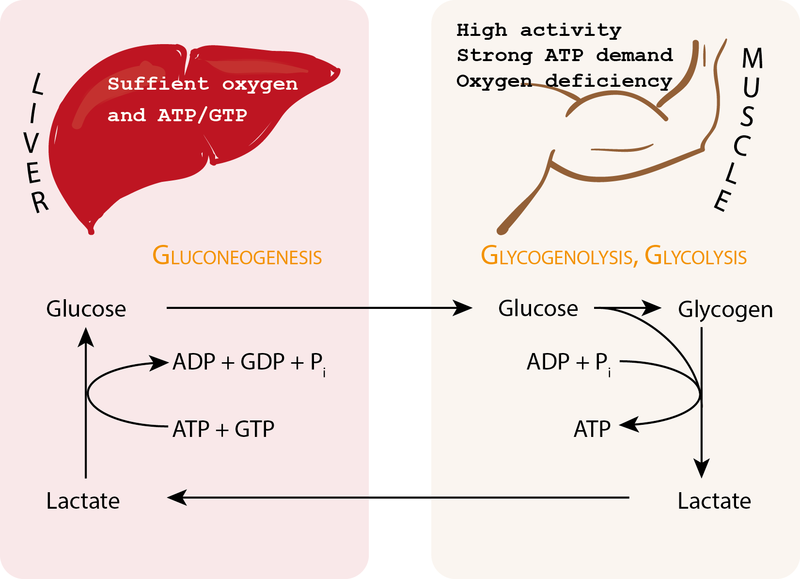 LIVER
Suffient oxygen
and ATP/GTP
High activity
Strong ATP demand
Oxygen deficiency
MUSCLE
GLUCONEOGENESIS
GLYCOGENOLYSIS, GLYCOLYSIS
Glucose
Glucose
Glycogen
ADP + GDP + Pi
ADP + Pi
ATP + GTP
ATP
Lactate
Lactate